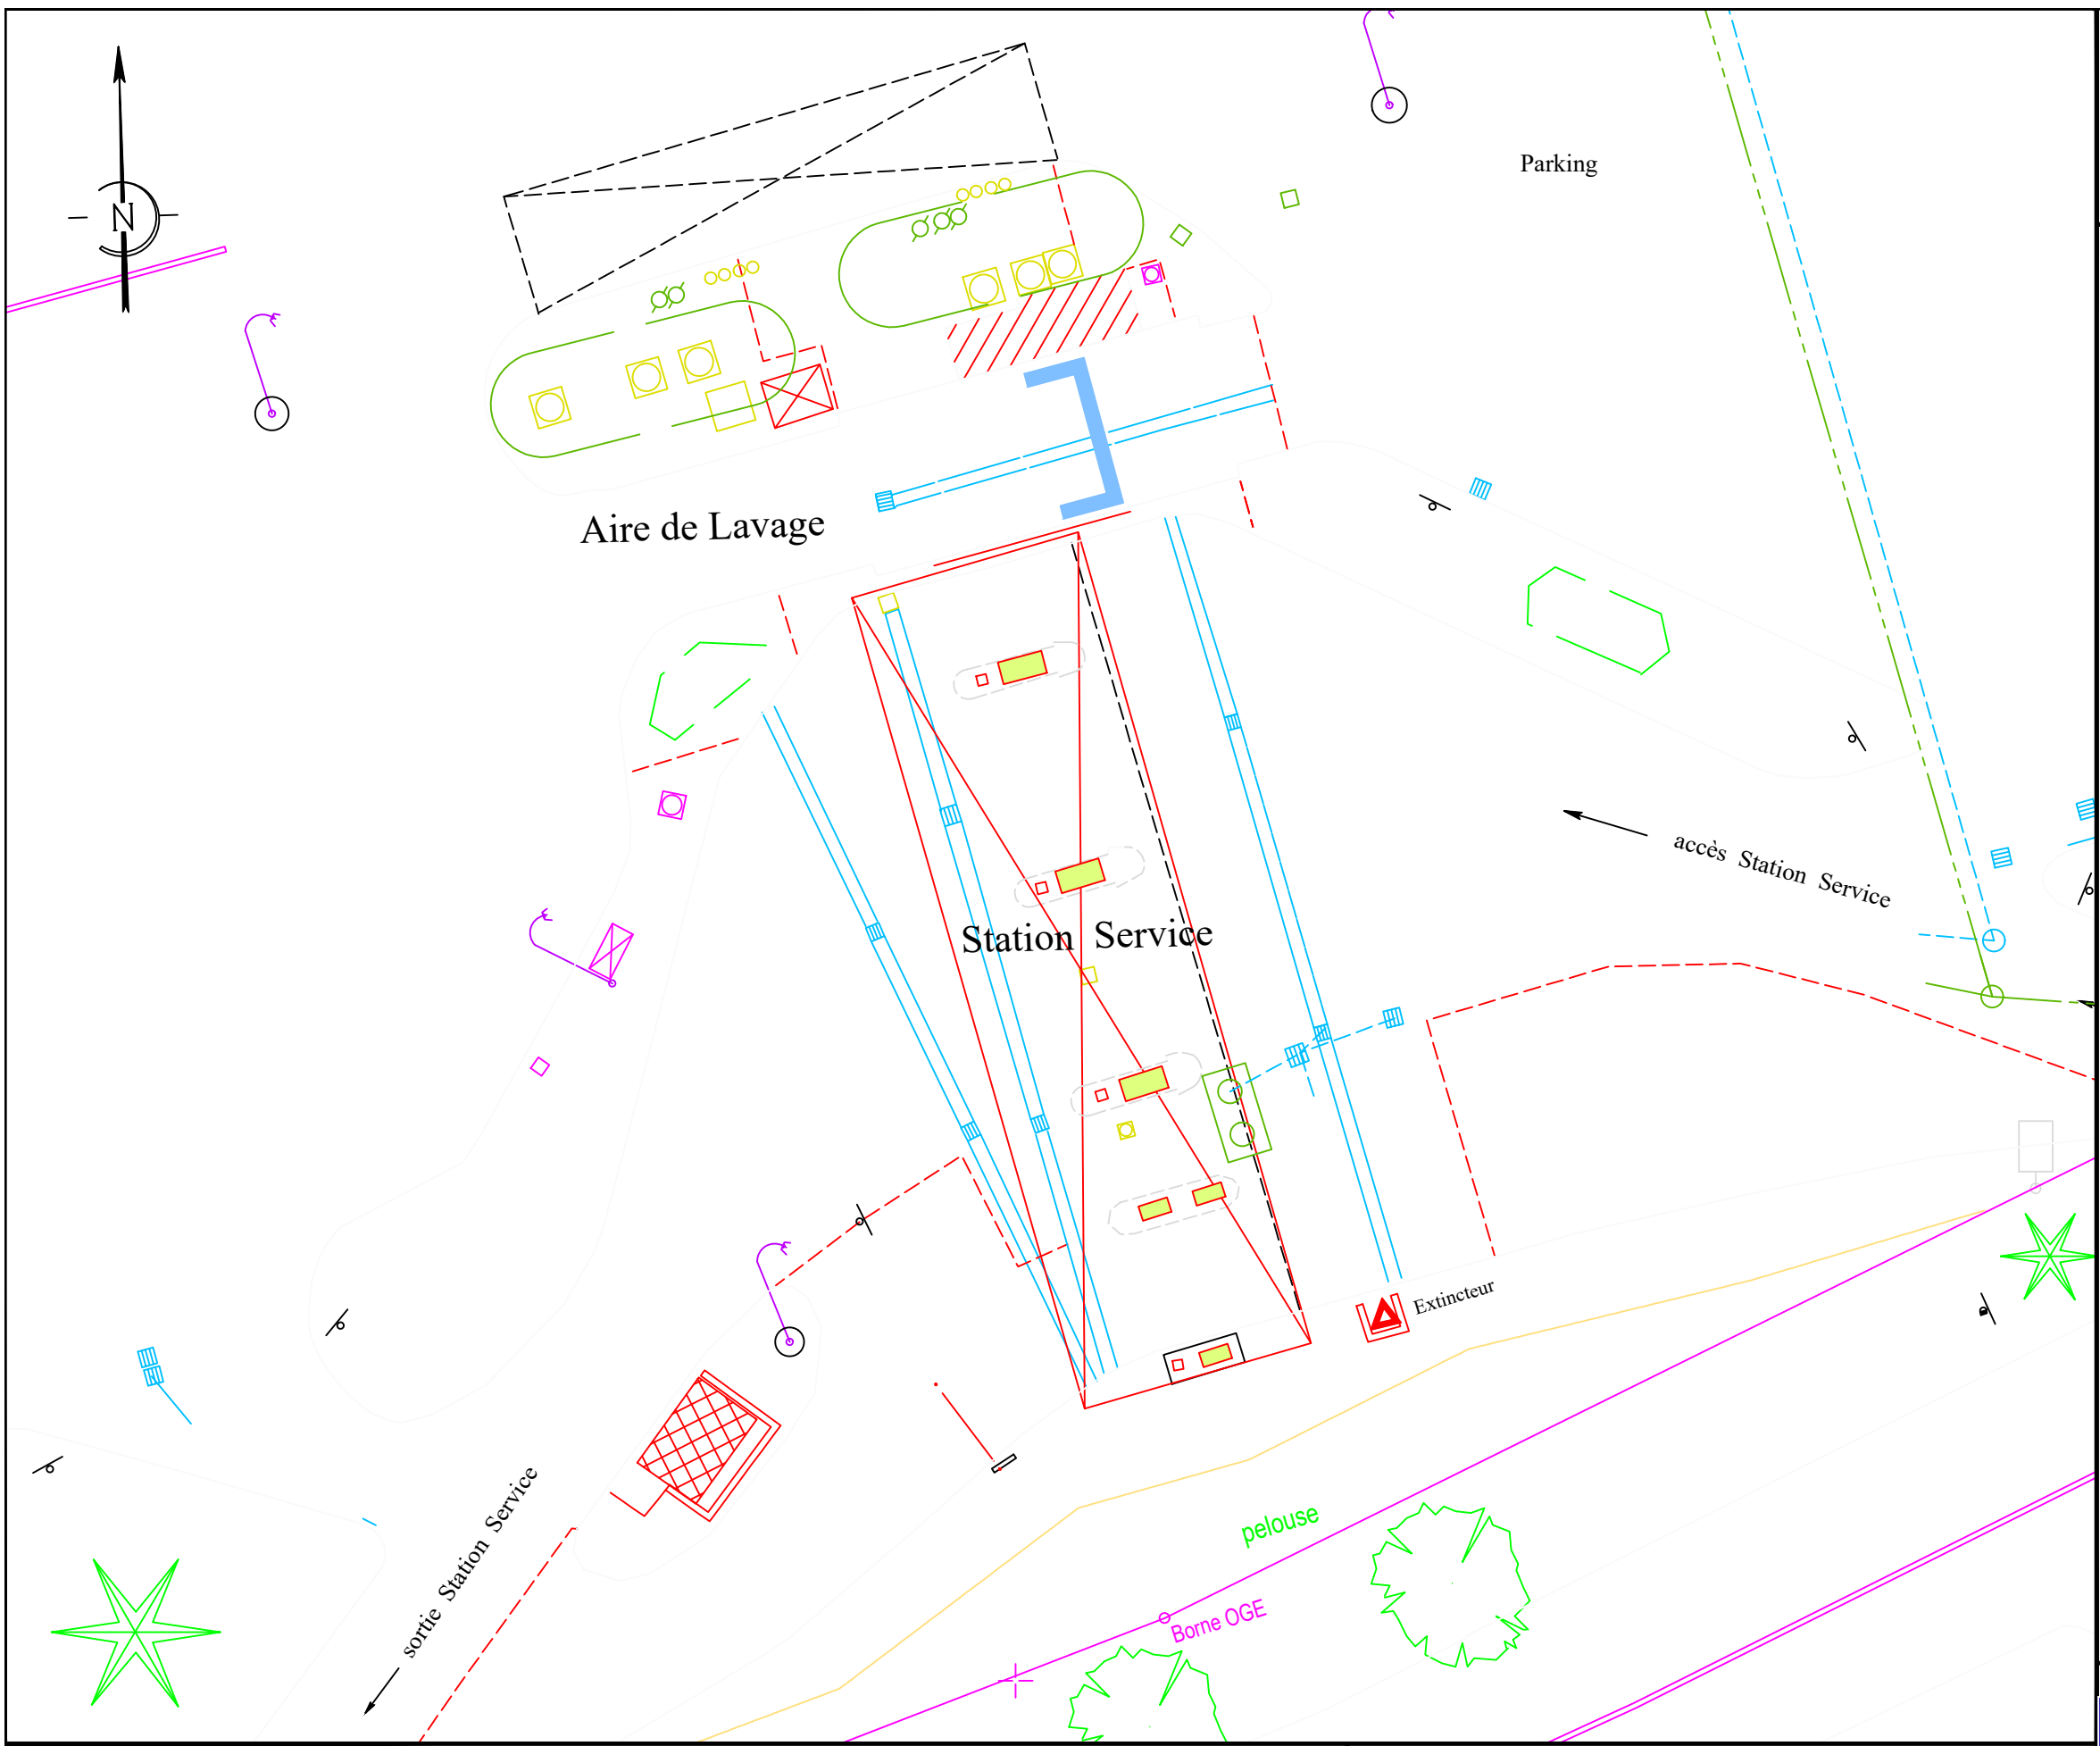 Parking
N
Aire de Lavage
accès Station Service
Station Service
Extincteur
sortie Station Service
pelouse
Borne OGE